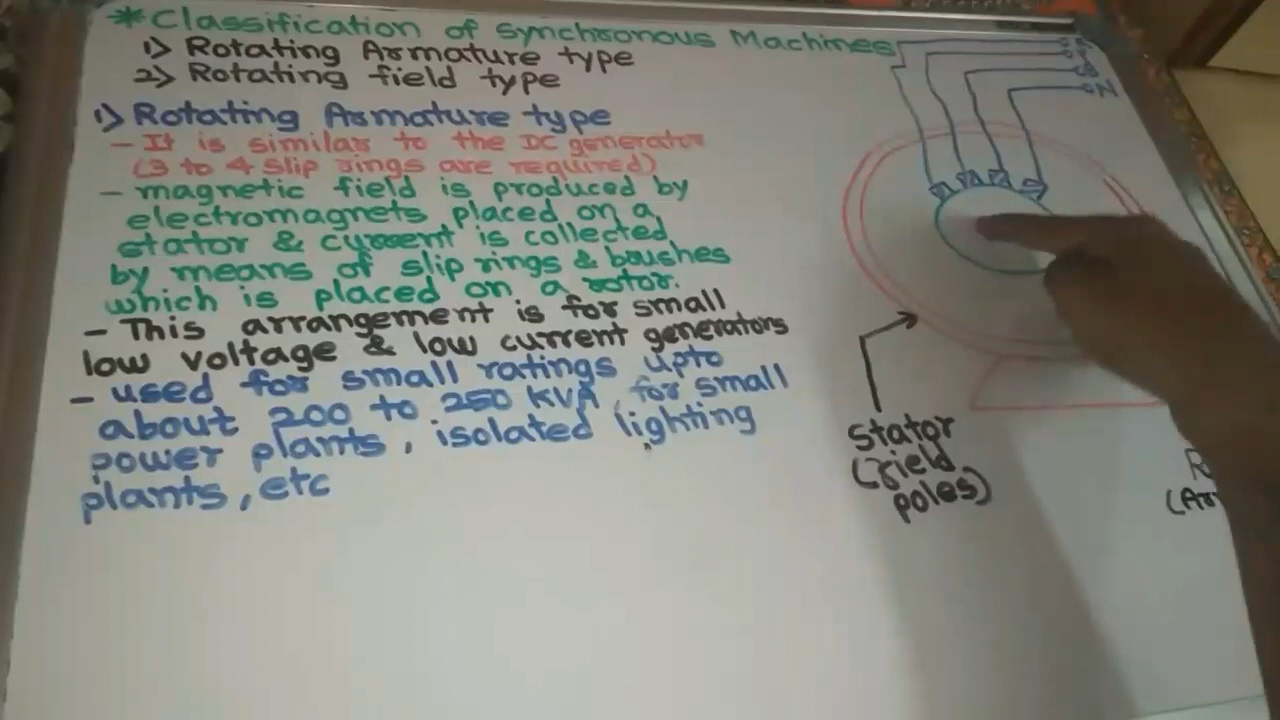 *Classification of Synchronous Machines
1) Rotating Armature type
2) Rotating field type
1) Rotating Armature type
- It is similar to the DC generator
(3 to 4 slip rings are required)
- magnetic field is produced by
electromagnets placed on a
stator & current is collected
by means of slip rings & brushes
which is placed on a rotor.
- This arrangement is for small
low voltage & low current generators
- used for small ratings upto
about 200 to 250 KVA, for small
power plants, isolated lighting
plants, etc
N
Stator
(Field
poles)
R
(Ar